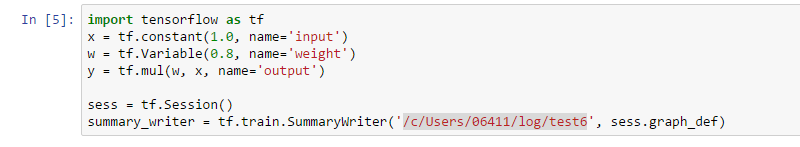 In [5]: import tensorflow as tf
x = tf.constant(1.0, name='input')
w = tf.Variable(0.8, name='weight')
y = tf.mul(w, x, name='output')
sess = tf.Session()
summary_writer = tf.train.SummaryWriter('/c/Users/06411/log/test6', sess.graph_def)